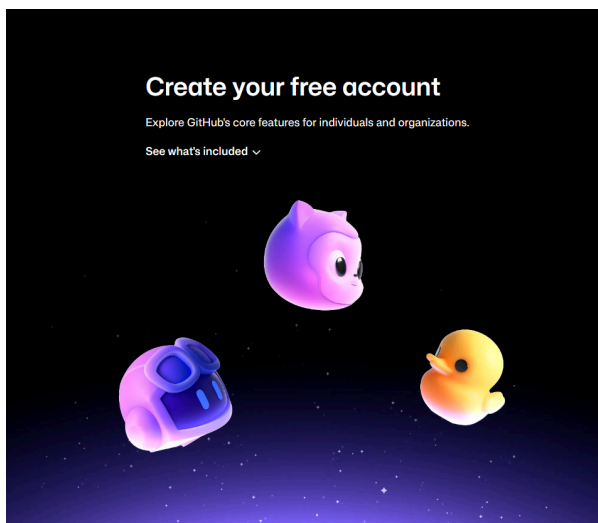 Create your free account
Explore GitHub's core features for individuals and organizations.
See what's included